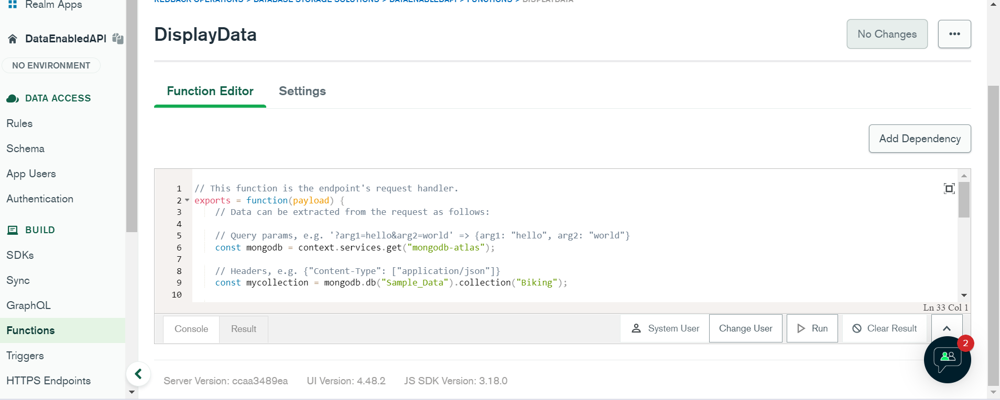 REDBACK OPERATIONS > DATABASE STORAGE SOLUTIONS > DATAENABLEDAPI > FUNCTIONS > DISPLAYDATA
Realm Apps
DataEnabledAPI
NO ENVIRONMENT
DATA ACCESS
Rules
Schema
App Users
Authentication
BUILD
SDKs
Sync
GraphQL
Functions
Triggers
HTTPS Endpoints
DisplayData
No Changes
•••
Function Editor
Settings
Add Dependency
1 // This function is the endpoint's request handler.
2 exports = function(payload) {
3 // Data can be extracted from the request as follows:
4
5 // Query params, e.g. '?arg1=hello&arg2=world' => {arg1: "hello", arg2: "world"}
6 const mongodb = context.services.get("mongodb-atlas");
7
8 // Headers, e.g. {"Content-Type": ["application/json"]}
9 const mycollection = mongodb.db("Sample_Data").collection("Biking");
10
Ln 33 Col 1
Console
Result
System User
Change User
Run
Clear Result
2
Server Version: ccaa3489ea
UI Version: 4.48.2
JS SDK Version: 3.18.0